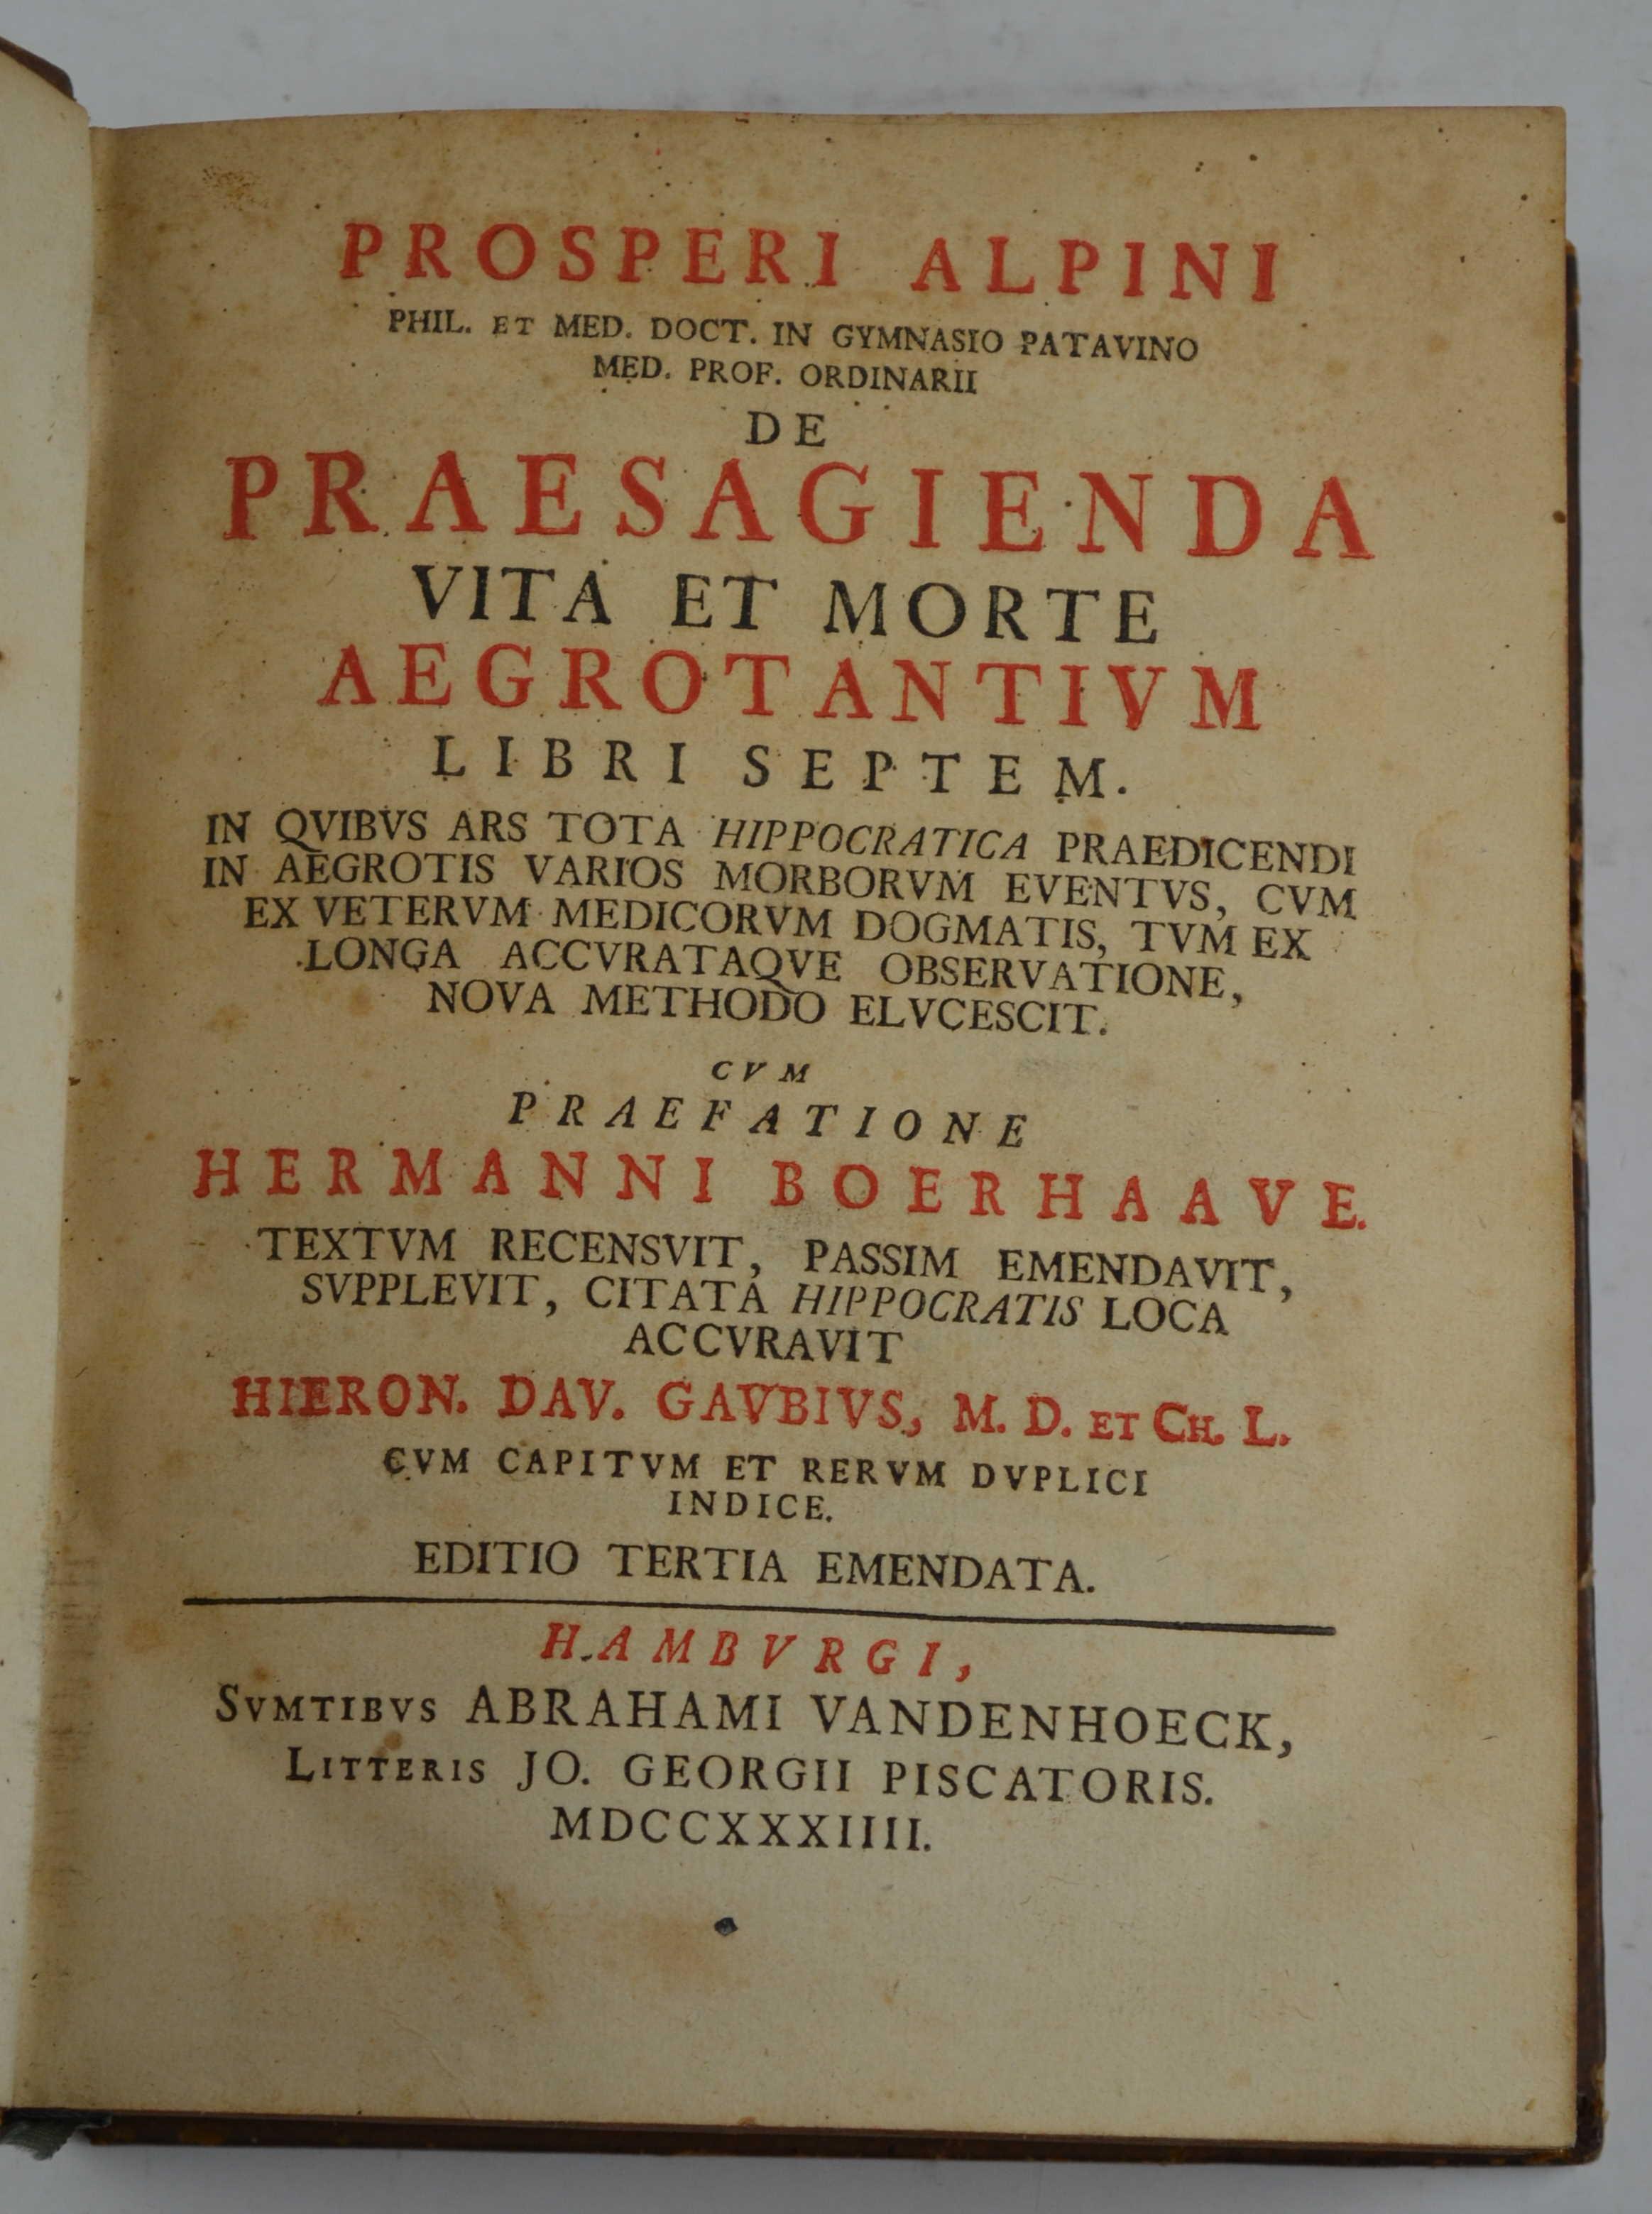 PROSPERI ALPINI
PHIL. ET MED. DOCT. IN GYMNASIO PATAVINO
MED. PROF. ORDINARII
DE
PRAESAGIENDA
VITA ET MORTE
AEGROTANTIVM
LIBRI SEPTEM.
IN QVIBVS ARS TOTA HIPPOCRATICA PRAEDICENDI
IN AEGROTIS VARIOS MORBORVM EVENTVS, CVM
EX VETERVM MEDICORVM DOGMATIS, TVM EX
LONGA ACCVRATAQVE OBSERVATIONE,
NOVA METHODO ELVCESCIT.
CVM
PRAEFATIONE
HERMANNI BOERHAAVE.
TEXTVM RECENSVIT, PASSIM EMENDAVIT,
SVPPLEVIT, CITATA HIPPOCRATIS LOCA
ACCVRAVIT
HIERON. DAV. GAVBIVS, M. D. ET CH. L.
CVM CAPITVM ET RERVM DVPLICI
INDICE.
EDITIO TERTIA EMENDATA.
HAMBVRGI,
SVMTIBVS ABRAHAMI VANDENHOECK,
LITTERIS JO. GEORGII PISCATORIS.
MDCCXXXIIII.